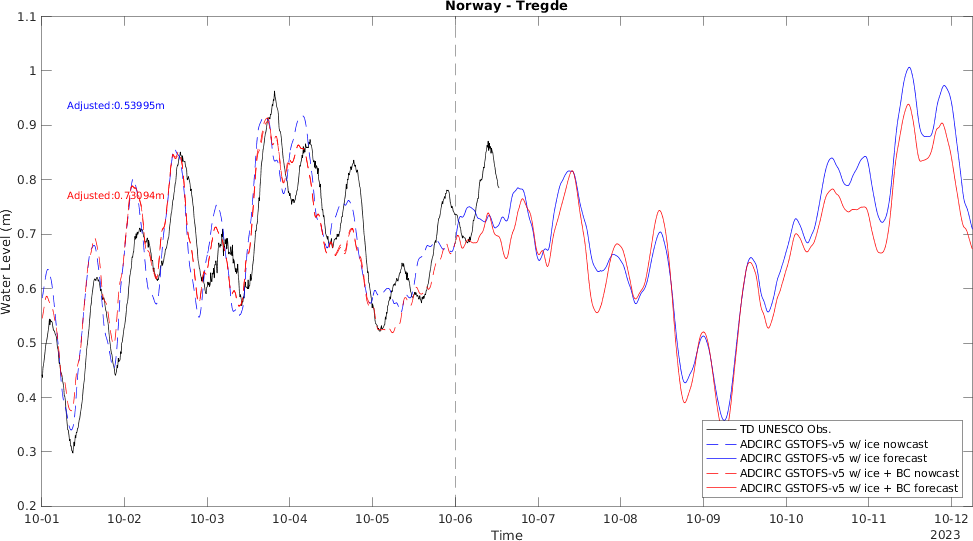 Norway - Tregde
1.1
1
0.9
0.8
0.7
0.6
0.5
0.4
0.3
0.2
Water Level (m)
Adjusted:0.53995m
Adjusted:0.73094m
TD UNESCO Obs.
ADCIRC GSTOFS-v5 w/ ice nowcast
ADCIRC GSTOFS-v5 w/ ice forecast
ADCIRC GSTOFS-v5 w/ ice + BC nowcast
ADCIRC GSTOFS-v5 w/ ice + BC forecast
10-01 10-02 10-03 10-04 10-05 10-06 10-07 10-08 10-09 10-10 10-11 10-12
Time
2023